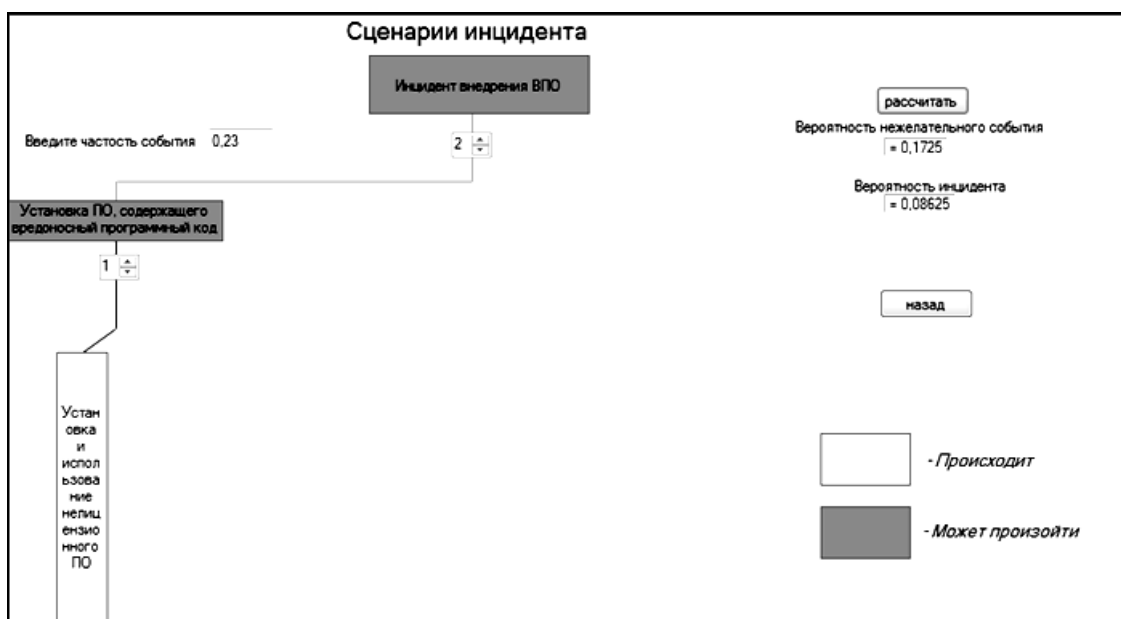 Сценарии инцидента
Инцидент внедрения ВПО
рассчитать
Введите частость события 0,23
2
Вероятность нежелательного события
= 0,1725
Вероятность инцидента
= 0,08625
Установка ПО, содержащего
вредоносный программный код
1
назад
Устан
овка
и
испол
ьзова
ние
нелиц
ензио
нного
ПО
- Происходит
- Может произойти